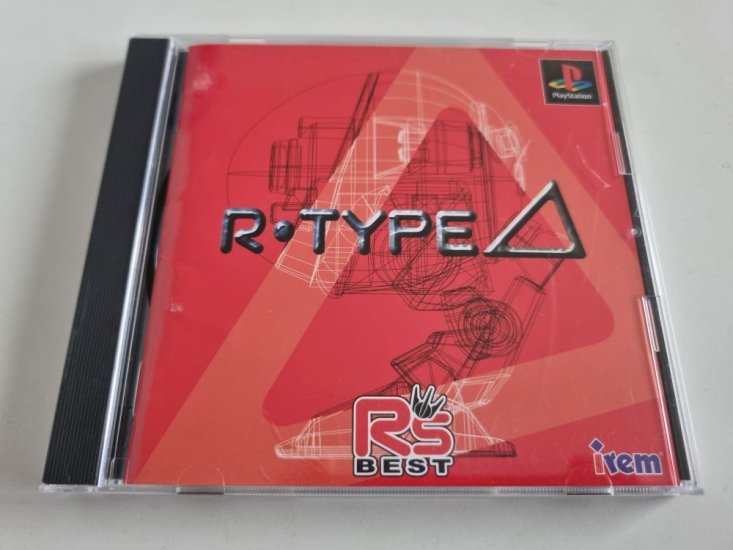 PlayStation
R·TYPE Δ
R's
BEST
irem